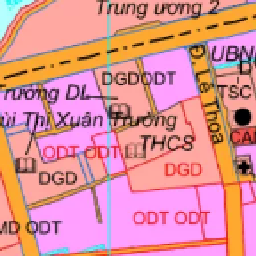 Trung ương 2
UBN
DGDODT
Đ Lê Thoa
TSC
Trường DL
ùi Thị Xuân Trường
THCS
CAN
ODT ODT
DGD
DGD
ODT ODT
MD ODT